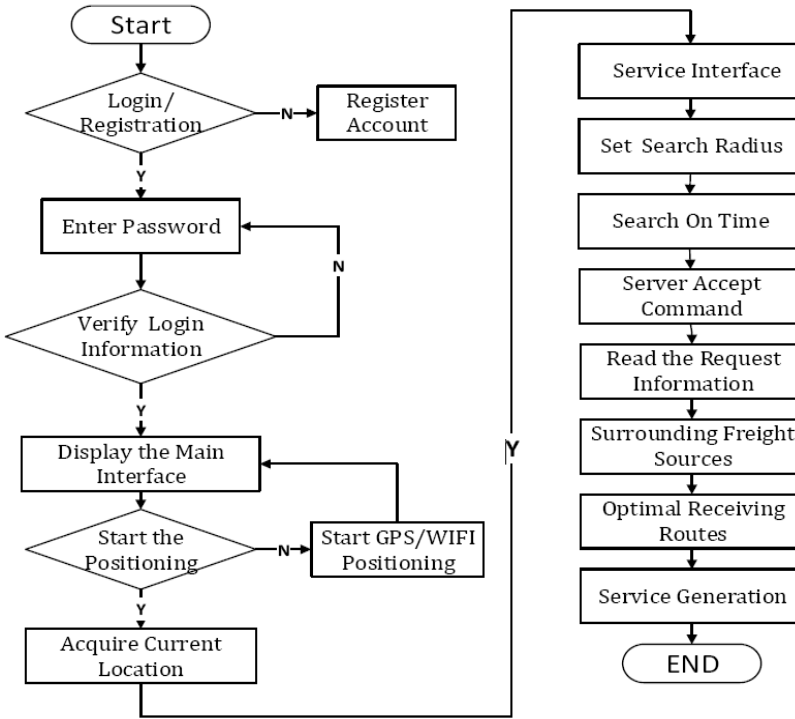 Start
Login/
Registration
N
Register
Account
Y
Enter Password
N
Verify Login
Information
Y
Display the Main
Interface
Start the
Positioning
N
Start GPS/WIFI
Positioning
Y
Acquire Current
Location
Y
Service Interface
Set Search Radius
Search On Time
Server Accept
Command
Read the Request
Information
Surrounding Freight
Sources
Optimal Receiving
Routes
Service Generation
END